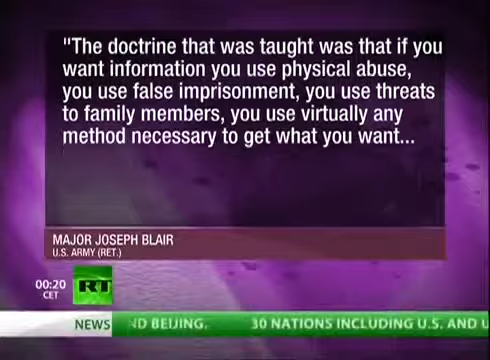 "The doctrine that was taught was that if you
want information you use physical abuse,
you use false imprisonment, you use threats
to family members, you use virtually any
method necessary to get what you want...
MAJOR JOSEPH BLAIR
U.S. ARMY (RET.)
00:20
CET
RT
NEWS
ND BEIJING.
30 NATIONS INCLUDING U.S. AND U